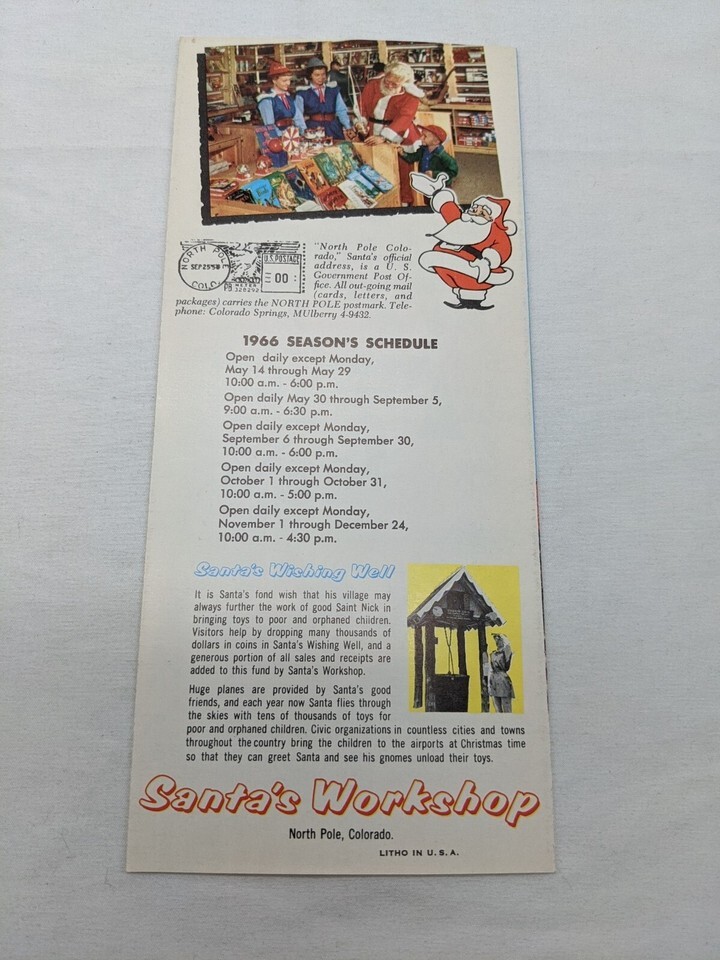 NORTH POLE
SEP 25'58
COLO.
U.S. POSTAGE
00
PB METER
328292
"North Pole Colo-
rado," Santa's official
address, is a U. S.
Government Post Of-
fice. All out-going mail
(cards, letters, and
packages) carries the NORTH POLE postmark. Tele-
phone: Colorado Springs, MUlberry 4-9432.
1966 SEASON'S SCHEDULE
Open daily except Monday,
May 14 through May 29
10:00 a.m. - 6:00 p.m.
Open daily May 30 through September 5,
9:00 a.m. - 6:30 p.m.
Open daily except Monday,
September 6 through September 30,
10:00 a.m. - 6:00 p.m.
Open daily except Monday,
October 1 through October 31,
10:00 a.m. - 5:00 p.m.
Open daily except Monday,
November 1 through December 24,
10:00 a.m. - 4:30 p.m.
Santa's Wishing Well
It is Santa's fond wish that his village may
always further the work of good Saint Nick in
bringing toys to poor and orphaned children.
Visitors help by dropping many thousands of
dollars in coins in Santa's Wishing Well, and a
generous portion of all sales and receipts are
added to this fund by Santa's Workshop.
Huge planes are provided by Santa's good
friends, and each year now Santa flies through
the skies with tens of thousands of toys for
poor and orphaned children. Civic organizations in countless cities and towns
throughout the country bring the children to the airports at Christmas time
so that they can greet Santa and see his gnomes unload their toys.
Santa's Workshop
North Pole, Colorado.
LITHO IN U. S. A.